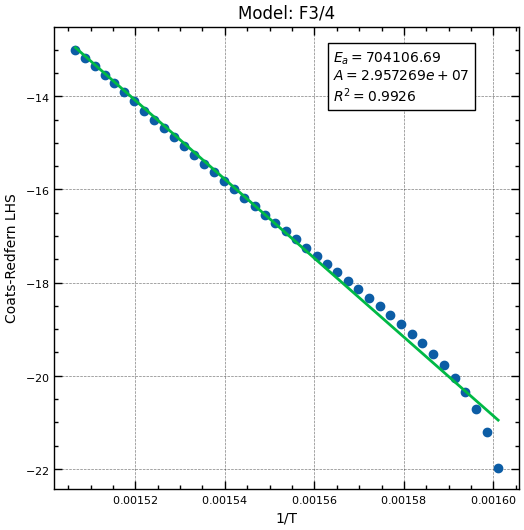 Model: F3/4
E_a = 704106.69
A = 2.957269e + 07
R^2 = 0.9926
−14
−16
−18
−20
−22
Coats-Redfern LHS
0.00152 0.00154 0.00156 0.00158 0.00160
1/T